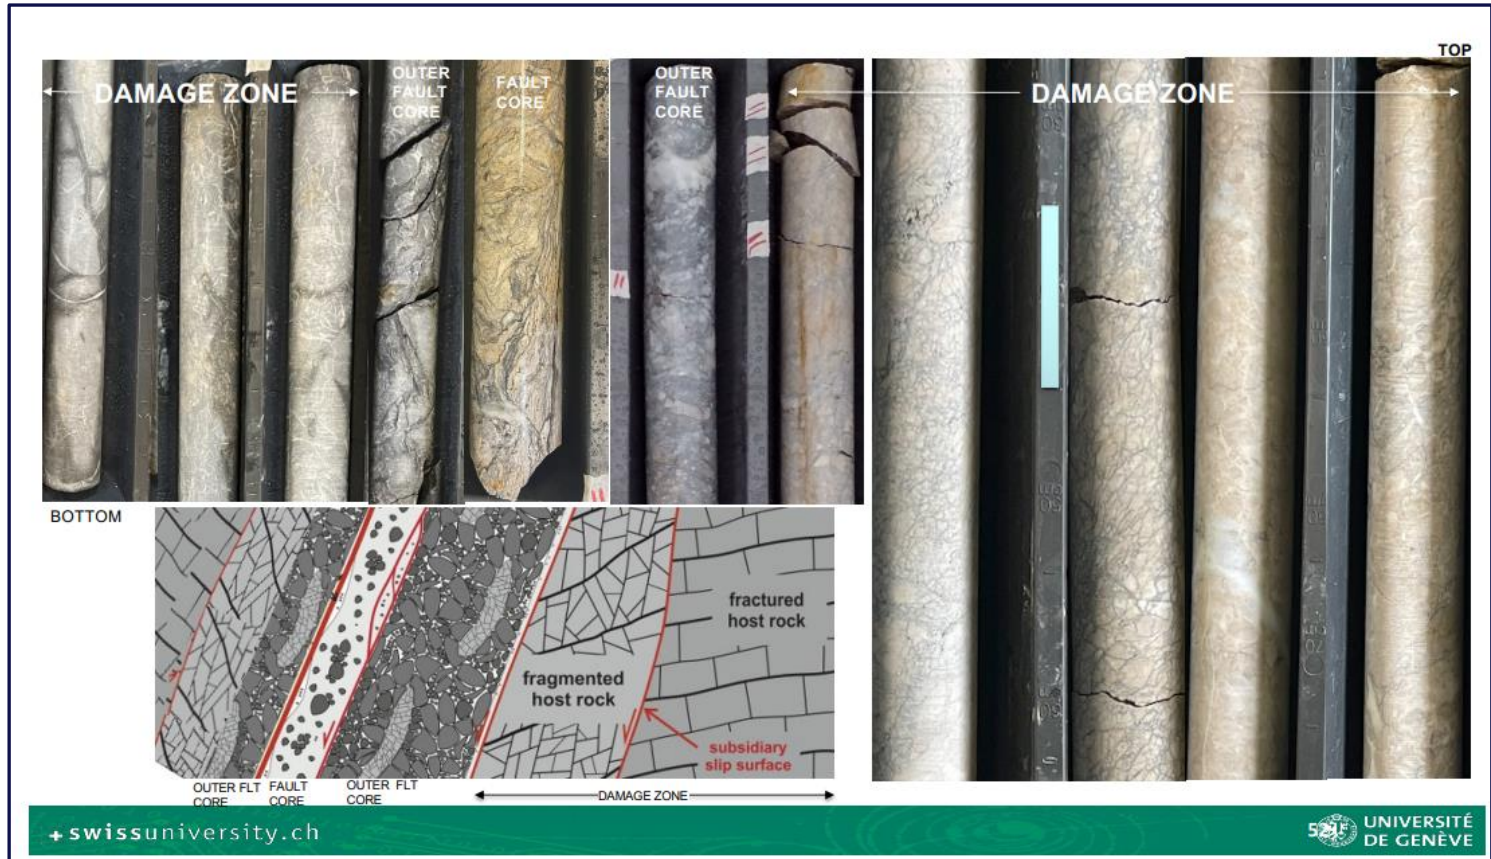 TOP
DAMAGE ZONE
OUTER
FAULT
CORE
FAULT
CORE
OUTER
FAULT
CORE
DAMAGE ZONE
BOTTOM
fractured
host rock
fragmented
host rock
subsidiary
slip surface
OUTER FLT
CORE
FAULT
CORE
OUTER FLT
CORE
DAMAGE ZONE
+swissuniversity.ch
UNIVERSITÉ
DE GENÈVE